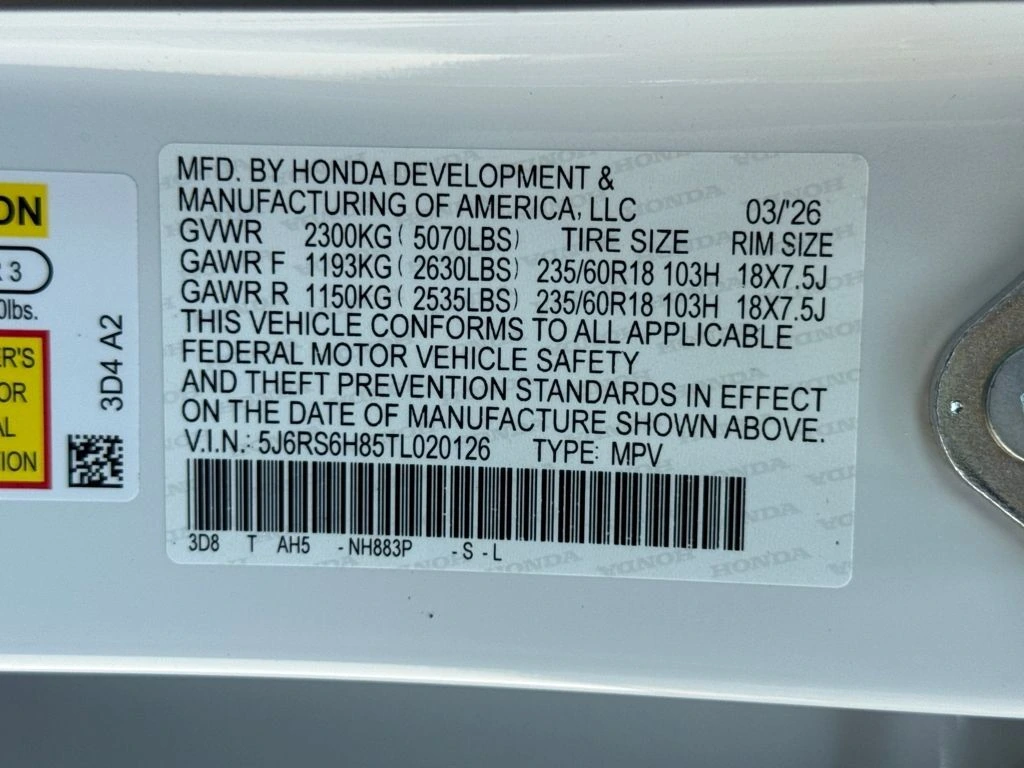 ON
R 3
0lbs.
ER'S
OR
AL
TION
3D4 A2
MFD. BY HONDA DEVELOPMENT &
MANUFACTURING OF AMERICA, LLC 03/'26
GVWR 2300KG ( 5070LBS) TIRE SIZE RIM SIZE
GAWR F 1193KG ( 2630LBS) 235/60R18 103H 18X7.5J
GAWR R 1150KG ( 2535LBS) 235/60R18 103H 18X7.5J
THIS VEHICLE CONFORMS TO ALL APPLICABLE
FEDERAL MOTOR VEHICLE SAFETY
AND THEFT PREVENTION STANDARDS IN EFFECT
ON THE DATE OF MANUFACTURE SHOWN ABOVE.
V.I.N.: 5J6RS6H85TL020126 TYPE: MPV
3D8 T AH5 -NH883P -S -L